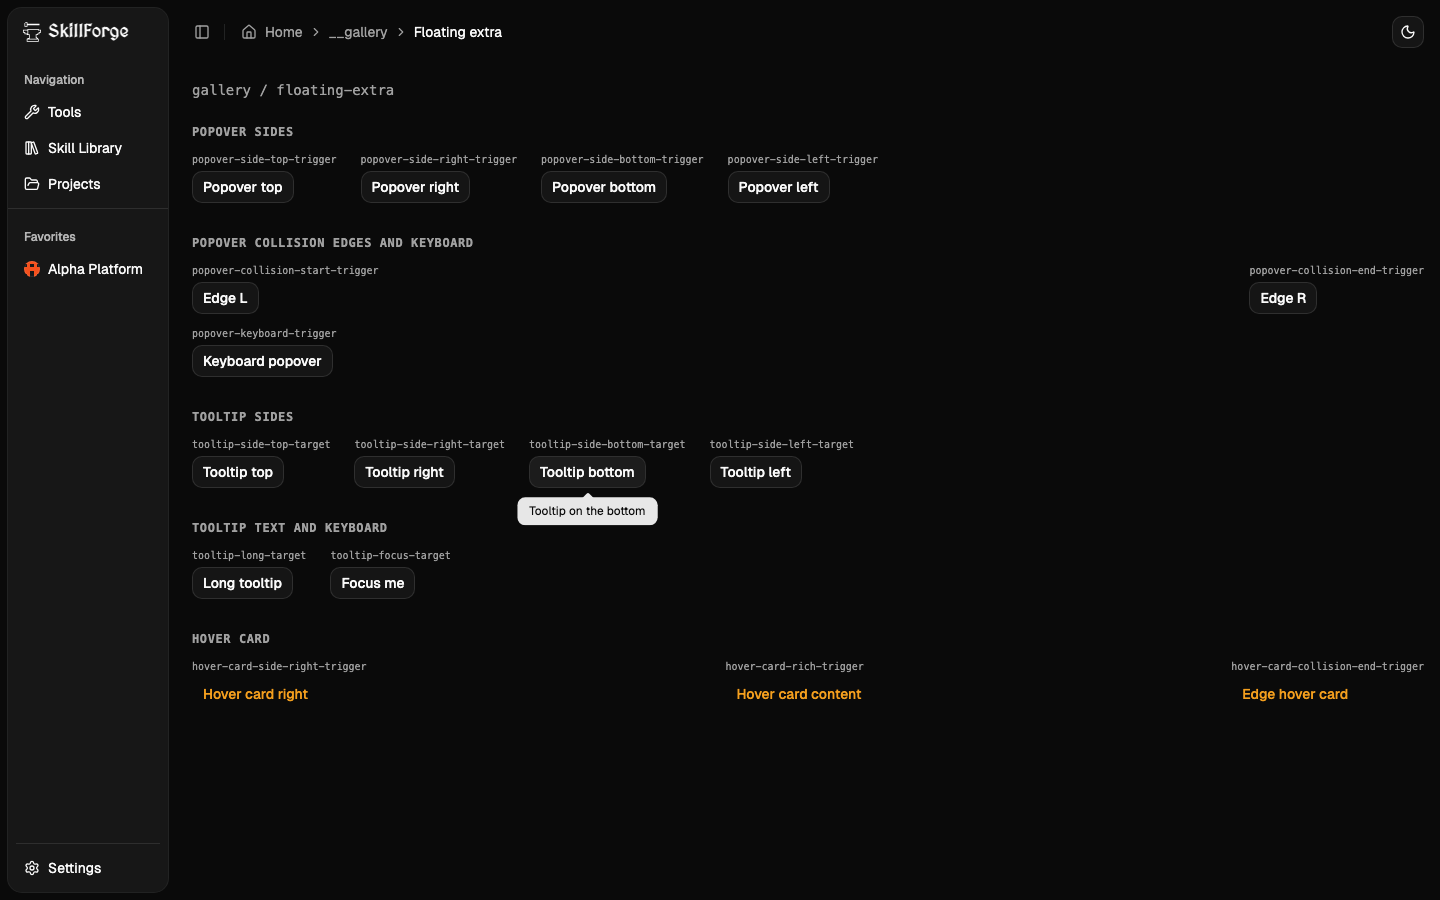 SkillForge
Navigation
Tools
Skill Library
Projects
Favorites
Alpha Platform
Settings
Home > __gallery > Floating extra
gallery / floating-extra
POPOVER SIDES
popover-side-top-trigger popover-side-right-trigger popover-side-bottom-trigger popover-side-left-trigger
Popover top Popover right Popover bottom Popover left
POPOVER COLLISION EDGES AND KEYBOARD
popover-collision-start-trigger popover-collision-end-trigger
Edge L Edge R
popover-keyboard-trigger
Keyboard popover
TOOLTIP SIDES
tooltip-side-top-target tooltip-side-right-target tooltip-side-bottom-target tooltip-side-left-target
Tooltip top Tooltip right Tooltip bottom Tooltip left
Tooltip on the bottom
TOOLTIP TEXT AND KEYBOARD
tooltip-long-target tooltip-focus-target
Long tooltip Focus me
HOVER CARD
hover-card-side-right-trigger hover-card-rich-trigger hover-card-collision-end-trigger
Hover card right Hover card content Edge hover card